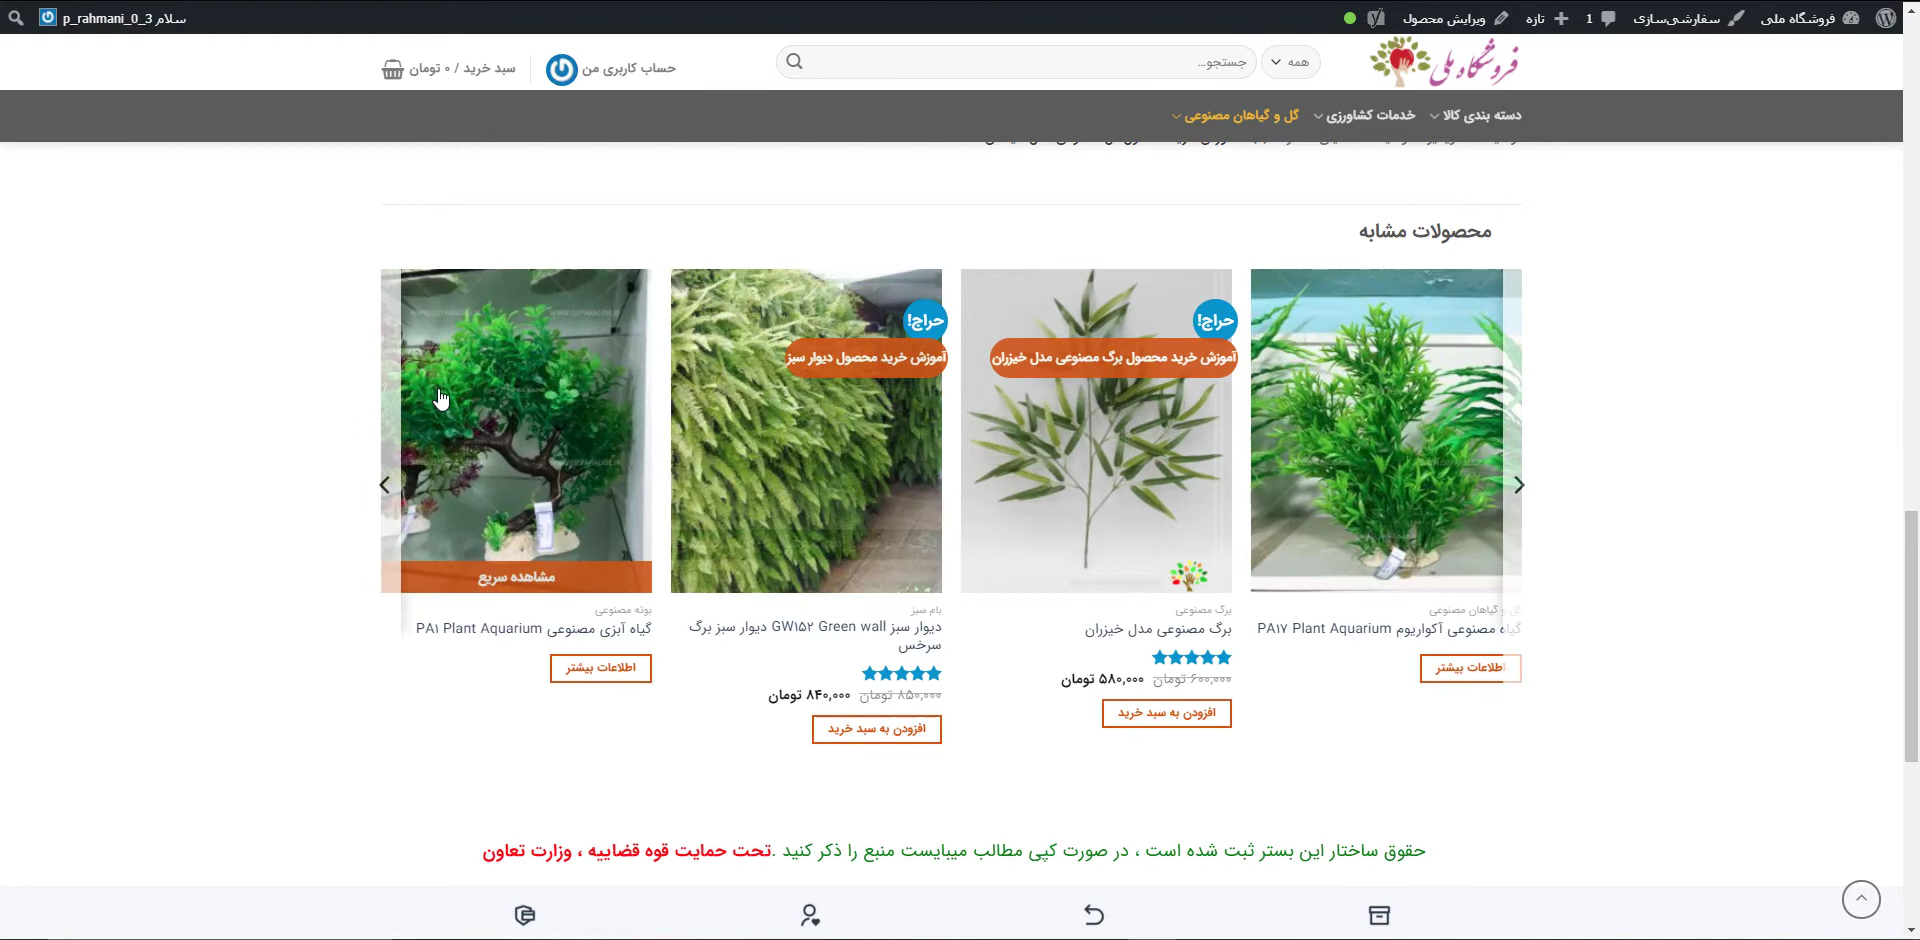 سلام p_rahmani_0_3
فروشگاه ملی
سفارشی‌سازی
1
تازه
ویرایش محصول
فروشگاه ملی
همه
جستجو...
حساب کاربری من
سبد خرید / ۰ تومان
دسته بندی کالا
خدمات کشاورزی
گل و گیاهان مصنوعی
محصولات مشابه
گیاه مصنوعی آکواریوم PA17 Plant Aquarium
اطلاعات بیشتر
حراج!
آموزش خرید محصول برگ مصنوعی مدل خیزران
برگ مصنوعی
برگ مصنوعی مدل خیزران
۶۰۰,۰۰۰ تومان ۵۸۰,۰۰۰ تومان
افزودن به سبد خرید
حراج!
آموزش خرید محصول دیوار سبز
بام سبز
دیوار سبز GW152 Green wall دیوار سبز برگ
سرخس
۸۵۰,۰۰۰ تومان ۸۴۰,۰۰۰ تومان
افزودن به سبد خرید
مشاهده سریع
بوته مصنوعی
گیاه آبزی مصنوعی PA1 Plant Aquarium
اطلاعات بیشتر
حقوق ساختار این بستر ثبت شده است ، در صورت کپی مطالب میبایست منبع را ذکر کنید .تحت حمایت قوه قضاییه ، وزارت تعاون